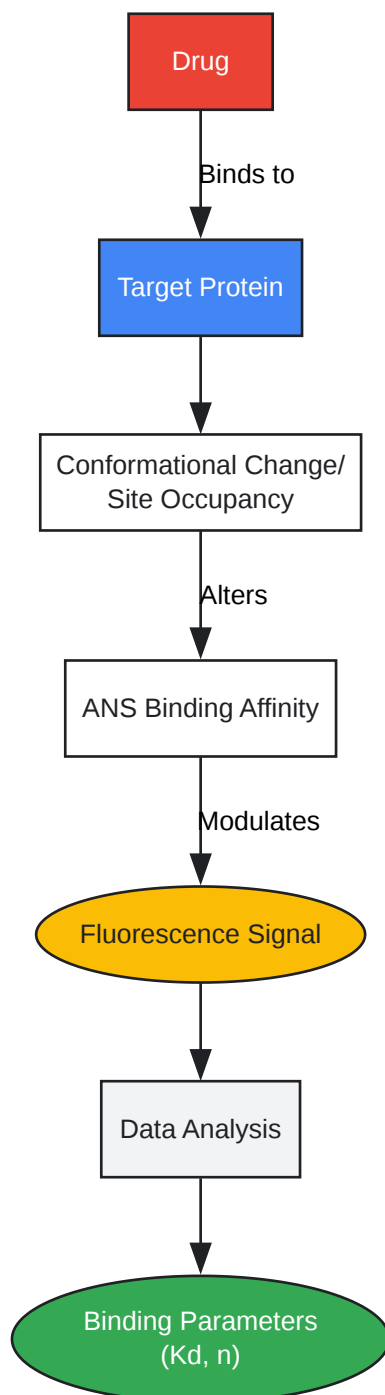 Drug
Binds to
Target Protein
Conformational Change/
Site Occupancy
Alters
ANS Binding Affinity
Modulates
Fluorescence Signal
Data Analysis
Binding Parameters
(Kd, n)